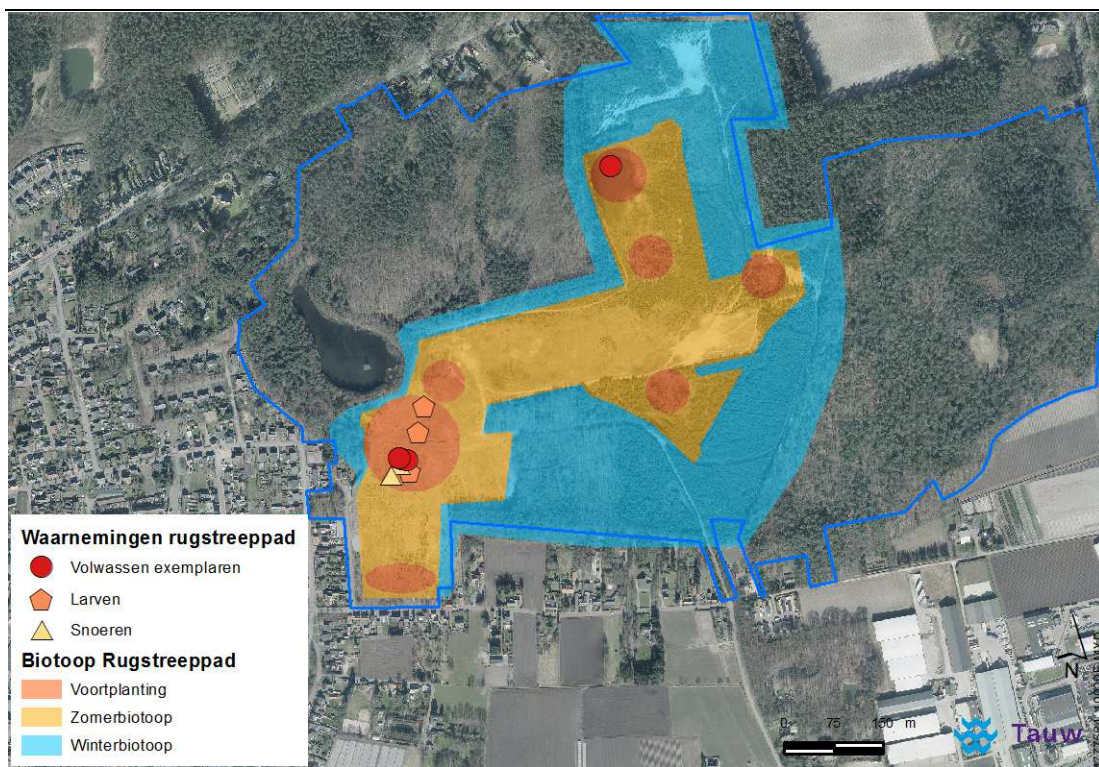 Waarnemingen rugstreeppad
Volwassen exemplaren
Larven
Snoeren
Biotoop Rugstreeppad
Voortplanting
Zomerbiotoop
Winterbiotoop
0 75 150 m
N
Tauw